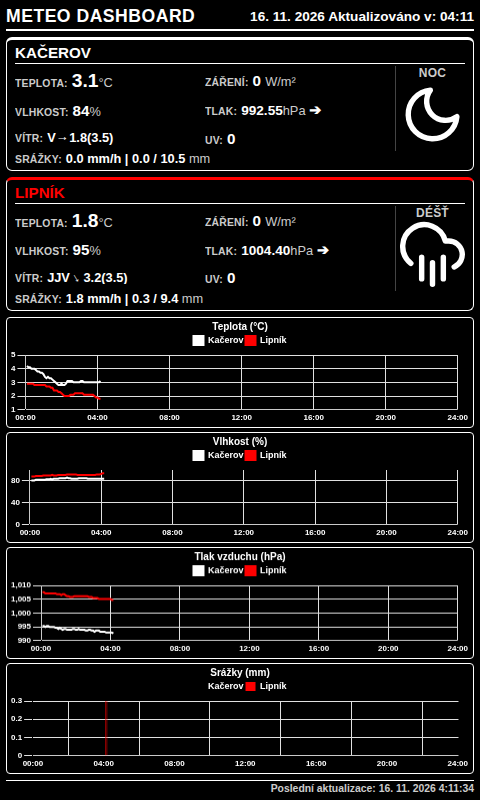 METEO DASHBOARD 16. 11. 2026 Aktualizováno v: 04:11
KAČEROV
TEPLOTA: 3.1°C ZÁŘENÍ: 0 W/m² NOC
VLHKOST: 84% TLAK: 992.55hPa ➔
VÍTR: V→1.8(3.5) UV: 0
SRÁŽKY: 0.0 mm/h | 0.0 / 10.5 mm
LIPNÍK
TEPLOTA: 1.8°C ZÁŘENÍ: 0 W/m² DÉŠŤ
VLHKOST: 95% TLAK: 1004.40hPa ➔
VÍTR: JJV→3.2(3.5) UV: 0
SRÁŽKY: 1.8 mm/h | 0.3 / 9.4 mm
Teplota (°C)
Kačerov Lipník
5
4
3
2
1
00:00 04:00 08:00 12:00 16:00 20:00 24:00
Vlhkost (%)
Kačerov Lipník
80
40
0
00:00 04:00 08:00 12:00 16:00 20:00 24:00
Tlak vzduchu (hPa)
Kačerov Lipník
1,010
1,005
1,000
995
990
00:00 04:00 08:00 12:00 16:00 20:00 24:00
Srážky (mm)
Kačerov Lipník
0.3
0.2
0.1
0
00:00 04:00 08:00 12:00 16:00 20:00 24:00
Poslední aktualizace: 16. 11. 2026 4:11:34